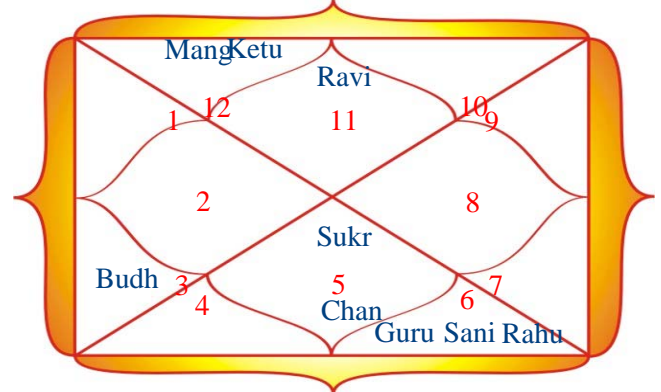 MangKetu
Ravi
12 10
1 11 9
2 8
Sukr
Budh 3 5 7
4 6
Chan
Guru Sani Rahu